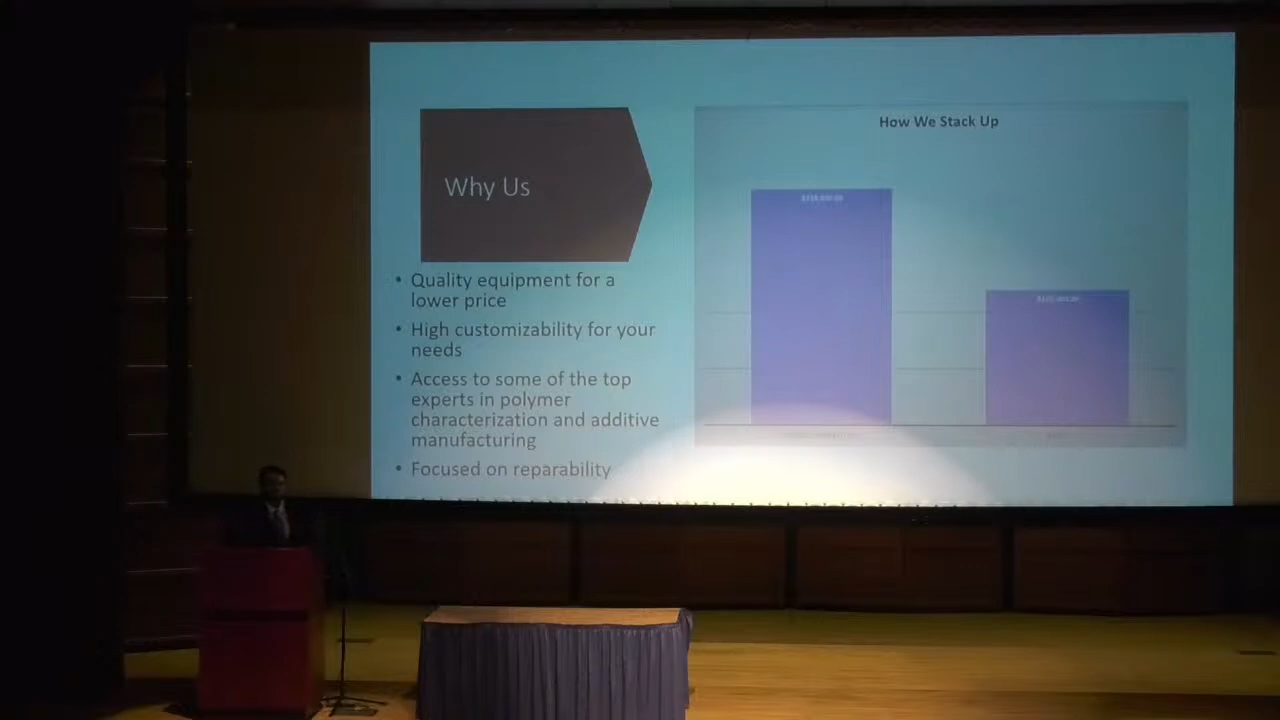 Why Us
• Quality equipment for a
lower price
• High customizability for your
needs
• Access to some of the top
experts in polymer
characterization and additive
manufacturing
• Focused on reparability
How We Stack Up